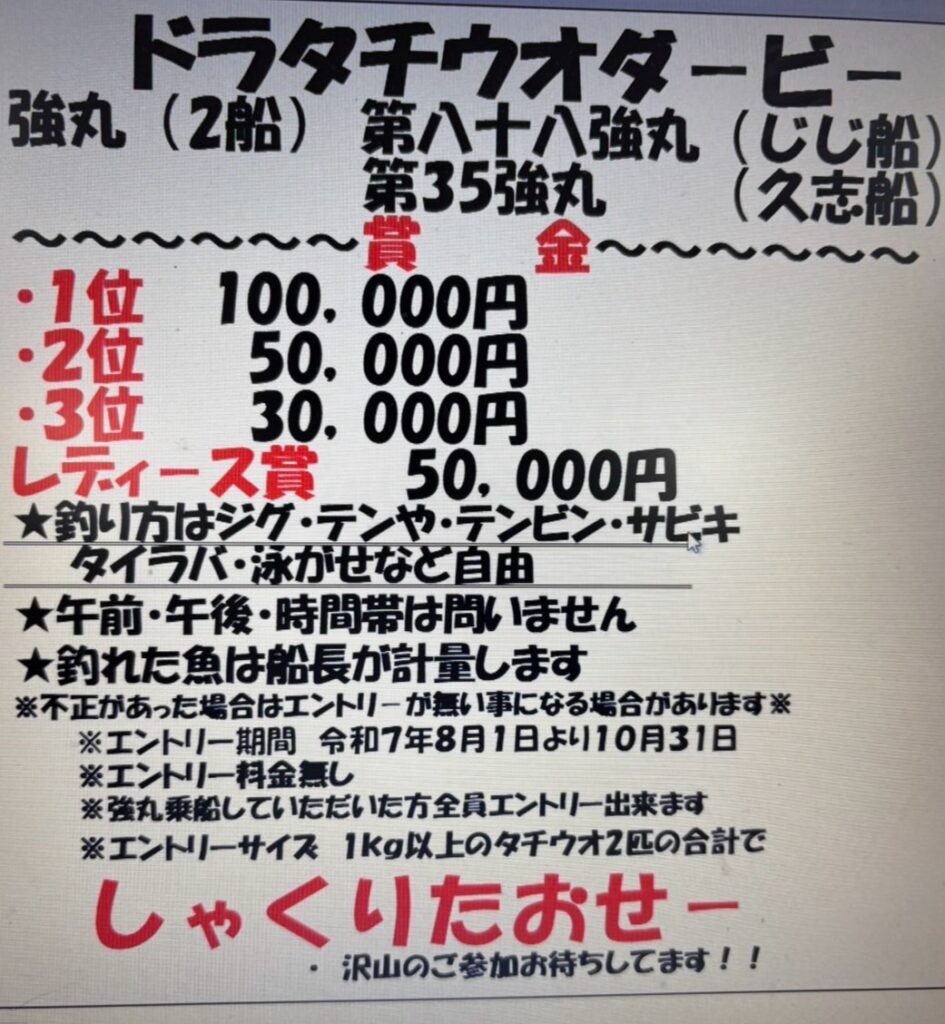 ドラタチウオダービー
強丸（2船） 第八十八強丸（じじ船）
第35強丸 （久志船）
～～～～～～～賞 金～～～～～～～
・1位 100，000円
・2位 50，000円
・3位 30，000円
レディース賞 50，000円
★釣り方はジグ・テンや・テンビン・サビキ
タイラバ・泳がせなど自由
★午前・午後・時間帯は問いません
★釣れた魚は船長が計量します
※不正があった場合はエントリーが無い事になる場合があります※
※エントリー期間 令和7年8月1日より10月31日
※エントリー料金無し
※強丸乗船していただいた方全員エントリー出来ます
※エントリーサイズ 1kg以上のタチウオ2匹の合計で
しゃくりたおせー
・ 沢山のご参加お待ちしてます！！